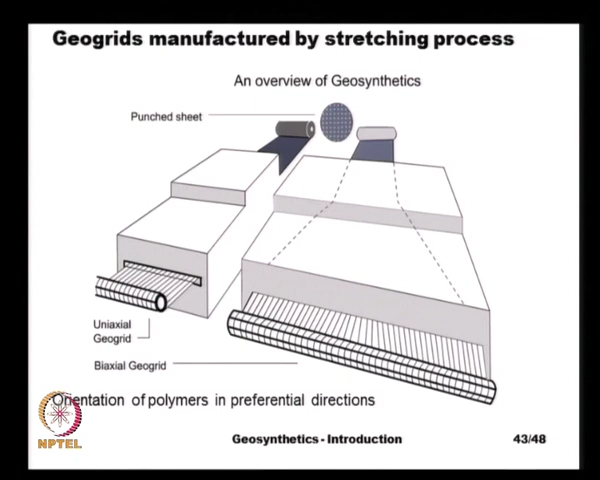 Geogrids manufactured by stretching process
An overview of Geosynthetics
Punched sheet
Uniaxial
Geogrid
Biaxial Geogrid
Orientation of polymers in preferential directions
NPTEL
Geosynthetics - Introduction
43/48